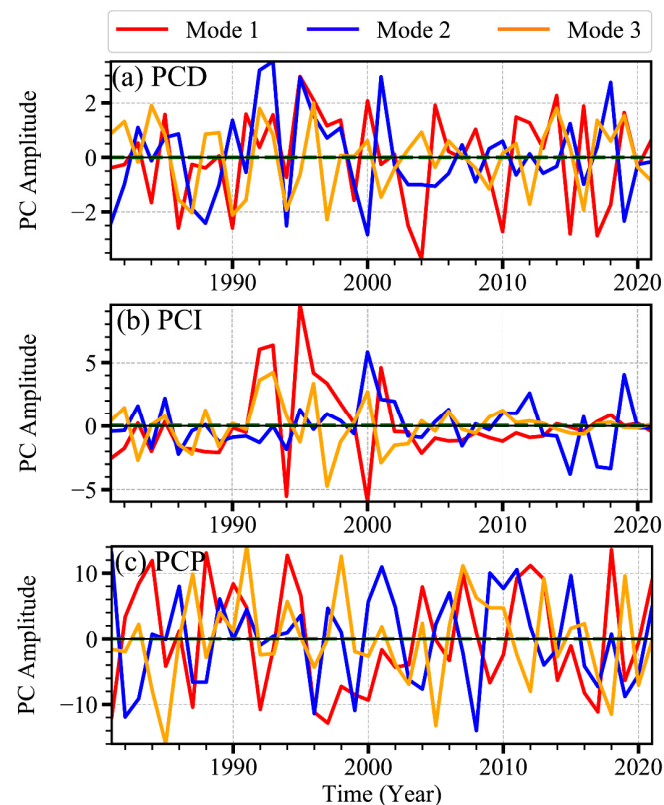 Mode 1 Mode 2 Mode 3
(a) PCD
PC Amplitude
2
0
−2
1990 2000 2010 2020
(b) PCI
PC Amplitude
5
0
−5
1990 2000 2010 2020
(c) PCP
PC Amplitude
10
0
−10
1990 2000 2010 2020
Time (Year)